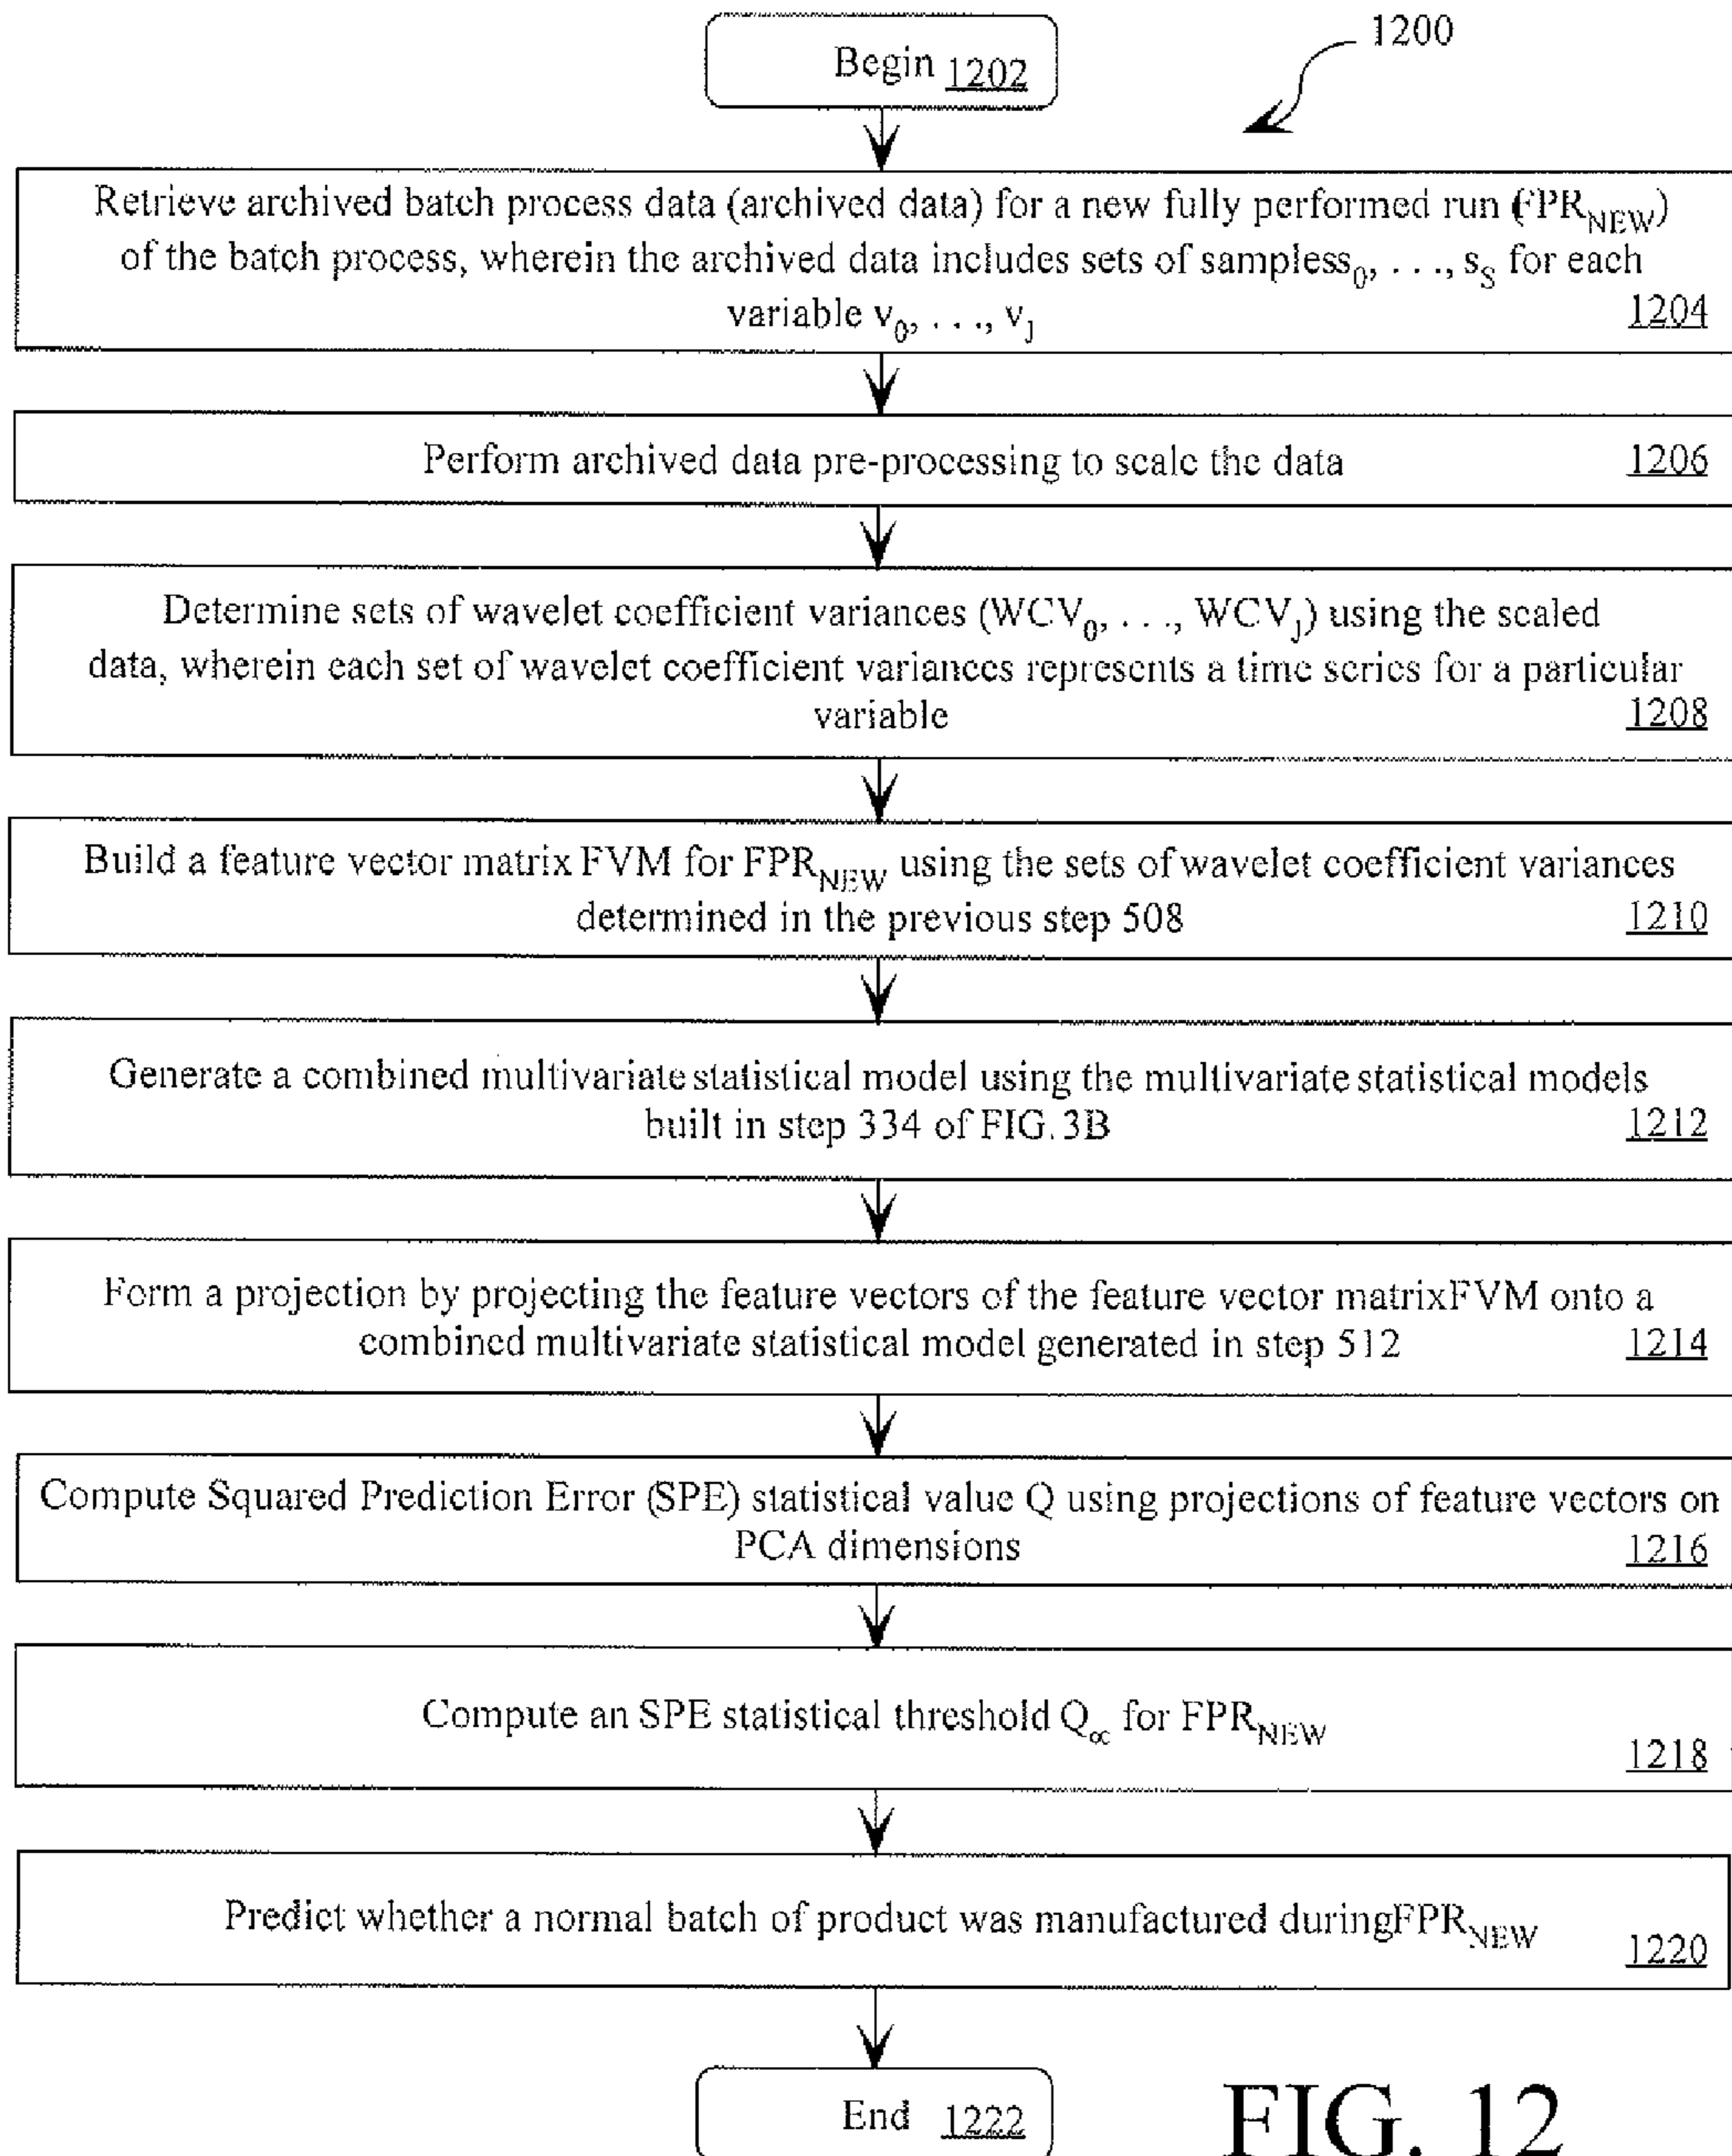 1200
Begin 1202
Retrieve archived batch process data (archived data) for a new fully performed run (FPR_NEW)
of the batch process, wherein the archived data includes sets of sampless_0, . . ., s_S for each
variable v_0, . . ., v_J
1204
Perform archived data pre-processing to scale the data 1206
Determine sets of wavelet coefficient variances (WCV_0, . . ., WCV_J) using the scaled
data, wherein each set of wavelet coefficient variances represents a time series for a particular
variable 1208
Build a feature vector matrix FVM for FPR_NEW using the sets of wavelet coefficient variances
determined in the previous step 508 1210
Generate a combined multivariate statistical model using the multivariate statistical models
built in step 334 of FIG. 3B 1212
Form a projection by projecting the feature vectors of the feature vector matrixFVM onto a
combined multivariate statistical model generated in step 512 1214
Compute Squared Prediction Error (SPE) statistical value Q using projections of feature vectors on
PCA dimensions 1216
Compute an SPE statistical threshold Q_∝ for FPR_NEW
1218
Predict whether a normal batch of product was manufactured duringFPR_NEW
1220
End 1222
FIG. 12